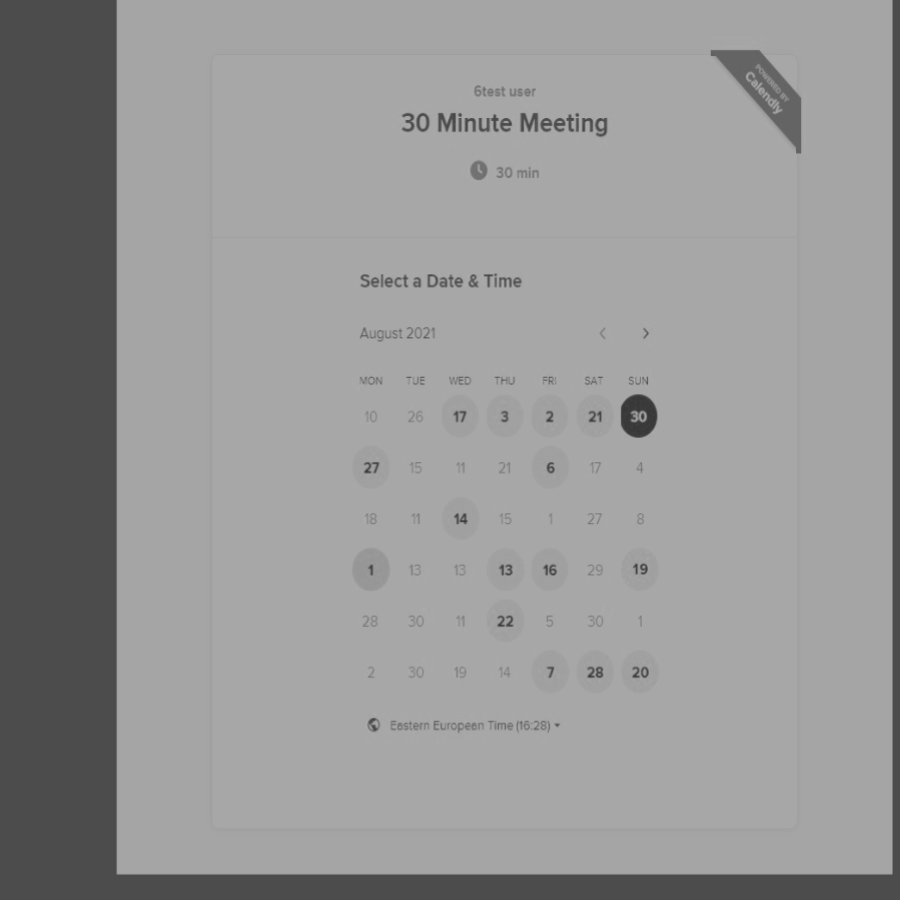 POWERED BY
Calendly
6test user
30 Minute Meeting
30 min
Select a Date & Time
August 2021
MON TUE WED THU FRI SAT SUN
10 26 17 3 2 21 30
27 15 11 21 6 17 4
18 11 14 15 1 27 8
1 13 13 13 16 29 19
28 30 11 22 5 30 1
2 30 19 14 7 28 20
Eastern European Time (16:28)